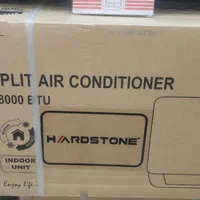 PLIT AIR CONDITIONER
8000 BTU
HARDSTONE
INDOOR
UNIT
Enjoy life...